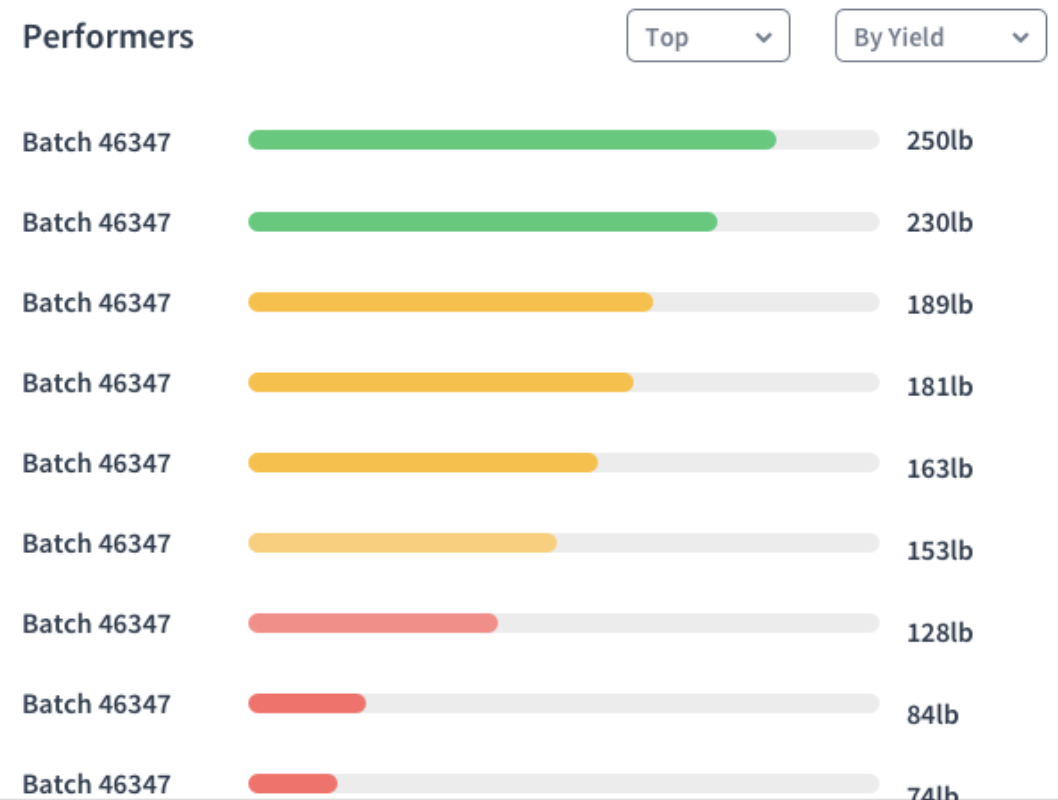 Performers Top By Yield
Batch 46347 250lb
Batch 46347 230lb
Batch 46347 189lb
Batch 46347 181lb
Batch 46347 163lb
Batch 46347 153lb
Batch 46347 128lb
Batch 46347 84lb
Batch 46347 74lb